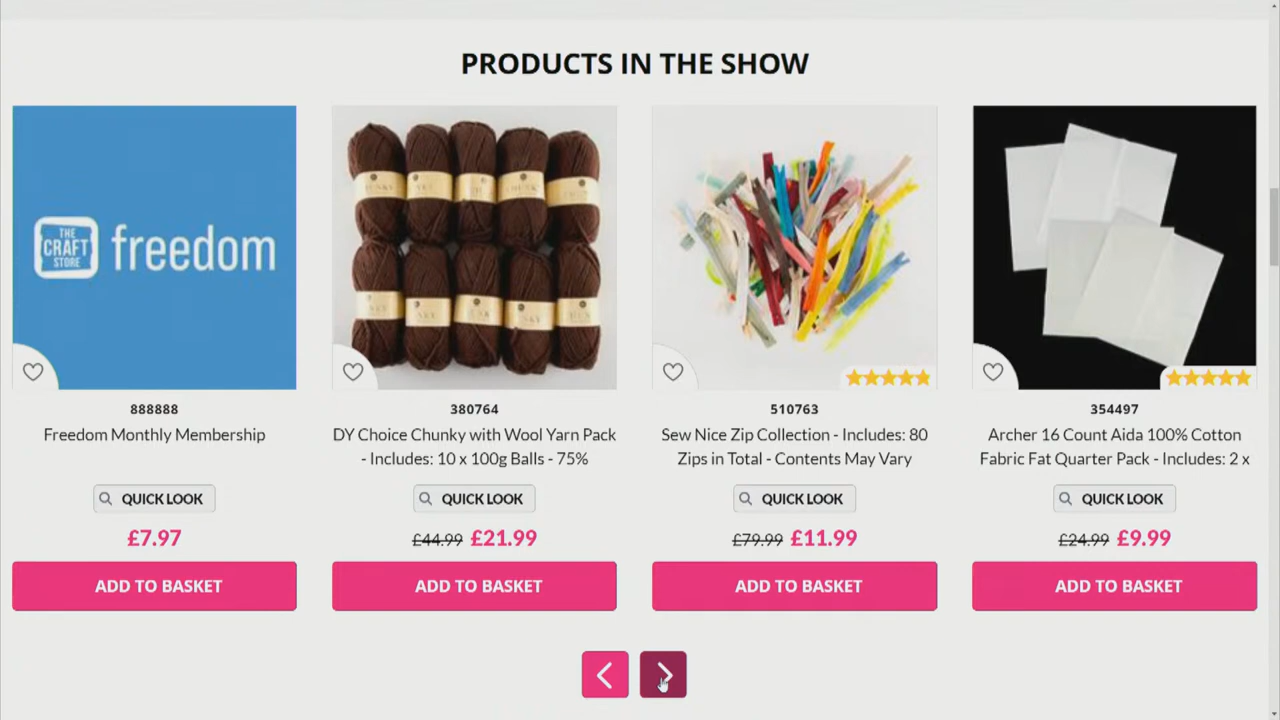 PRODUCTS IN THE SHOW
THE
CRAFT
STORE
freedom
888888
380764
510763
354497
Freedom Monthly Membership
DY Choice Chunky with Wool Yarn Pack
- Includes: 10 x 100g Balls - 75%
Sew Nice Zip Collection - Includes: 80
Zips in Total - Contents May Vary
Archer 16 Count Aida 100% Cotton
Fabric Fat Quarter Pack - Includes: 2 x
QUICK LOOK
QUICK LOOK
QUICK LOOK
QUICK LOOK
£7.97
£44.99 £21.99
£79.99 £11.99
£24.99 £9.99
ADD TO BASKET
ADD TO BASKET
ADD TO BASKET
ADD TO BASKET